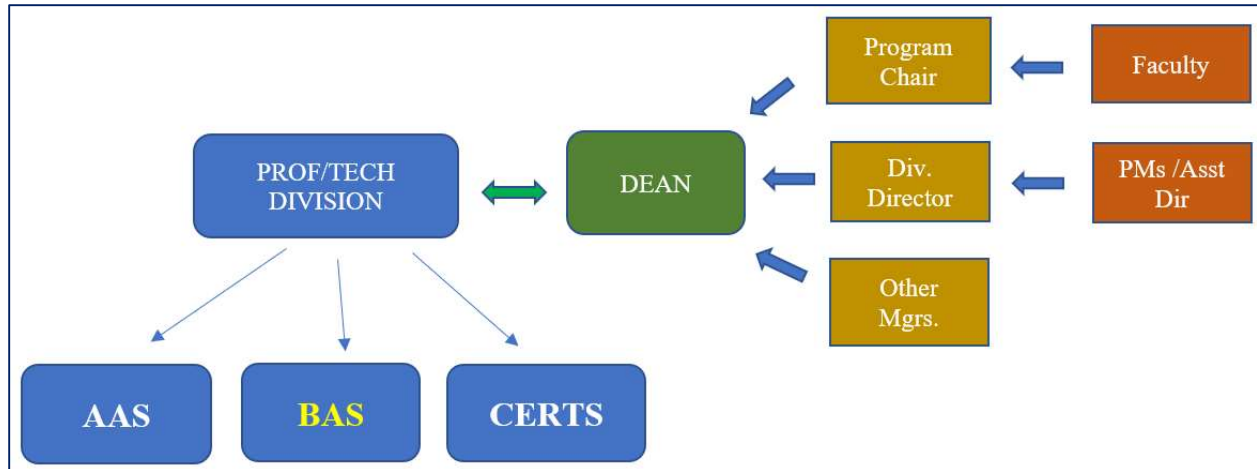 Program
Chair
Faculty
PROF/TECH
DIVISION
DEAN
Div.
Director
PMs /Asst
Dir
Other
Mgrs.
AAS
BAS
CERTS